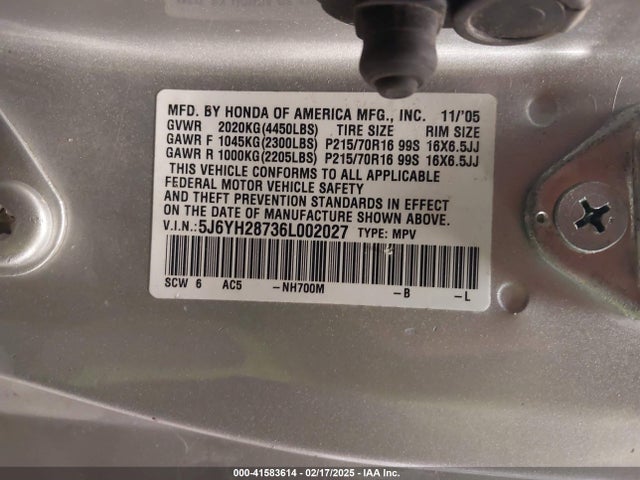 MFD. BY HONDA OF AMERICA MFG., INC. 11/'05
GVWR 2020KG(4450LBS) TIRE SIZE RIM SIZE
GAWR F 1045KG(2300LBS) P215/70R16 99S 16X6.5JJ
GAWR R 1000KG(2205LBS) P215/70R16 99S 16X6.5JJ
THIS VEHICLE CONFORMS TO ALL APPLICABLE
FEDERAL MOTOR VEHICLE SAFETY
AND THEFT PREVENTION STANDARDS IN EFFECT
ON THE DATE OF MANUFACTURE SHOWN ABOVE.
V.I.N.: 5J6YH28736L002027 TYPE: MPV
SCW 6 AC5 -NH700M -B -L
000-41583614 - 02/17/2025 - IAA Inc.